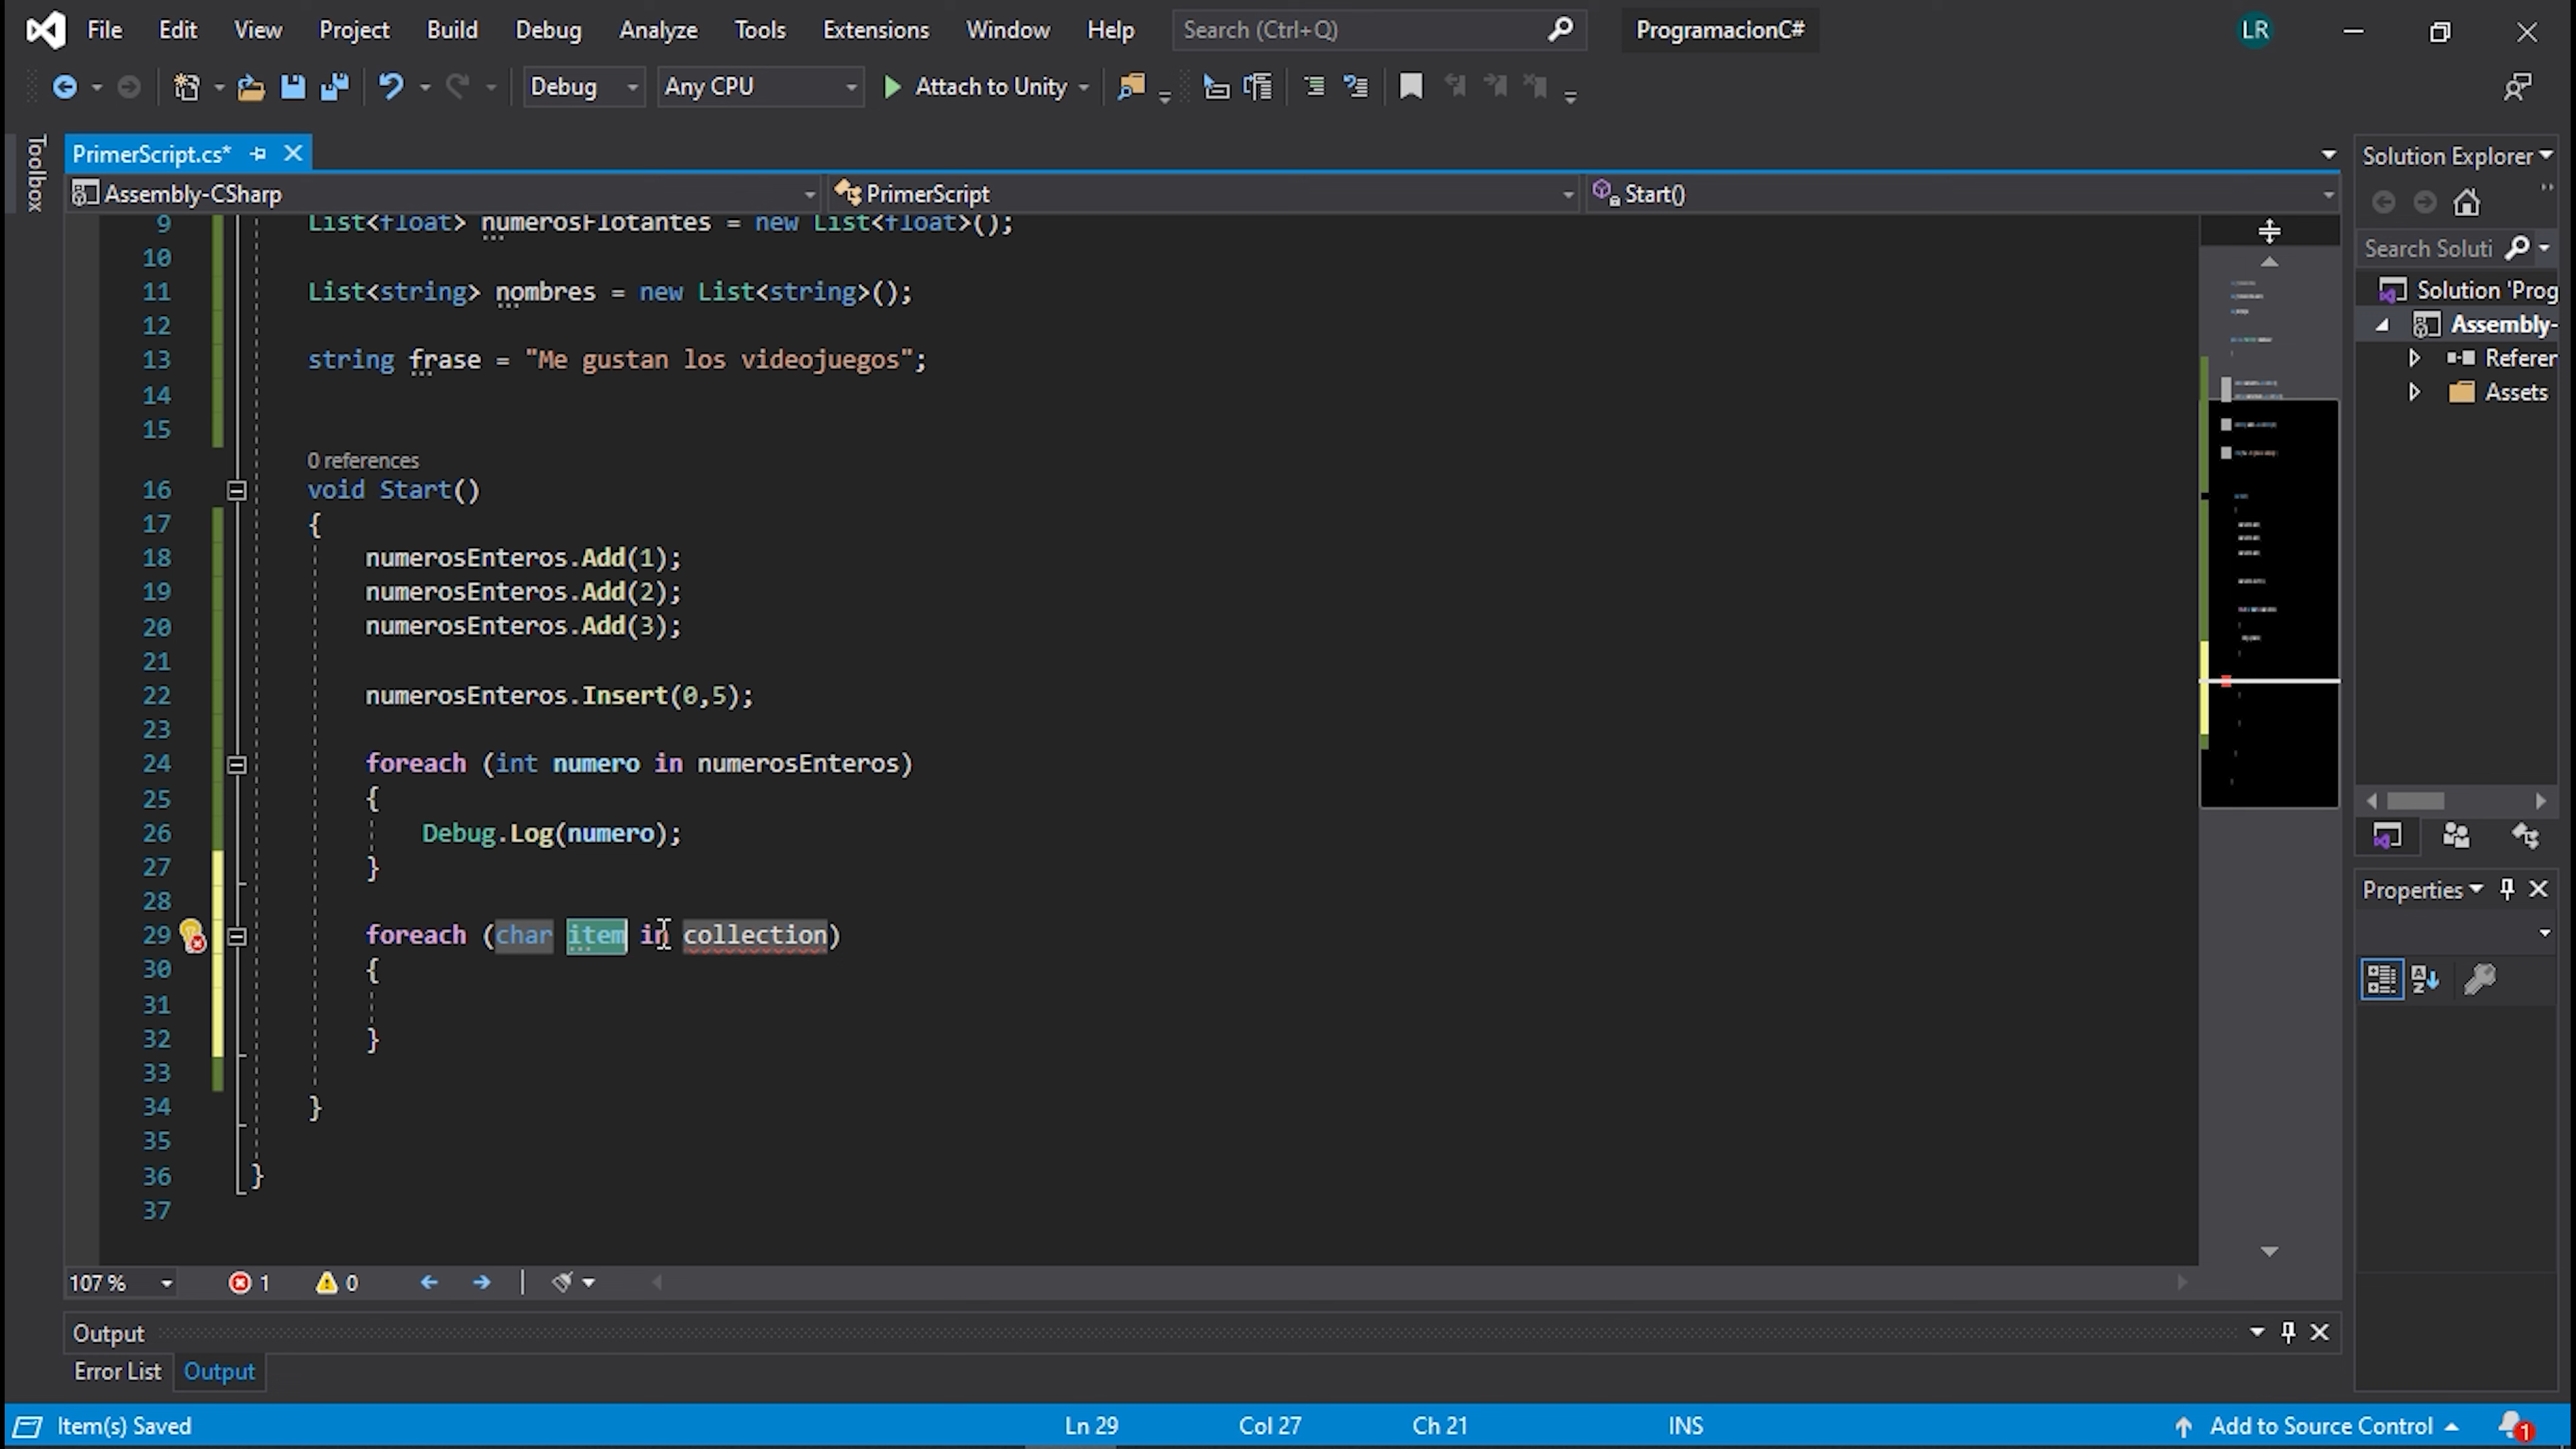 File Edit View Project Build Debug Analyze Tools Extensions Window Help Search (Ctrl+Q) ProgramacionC# LR
Debug Any CPU Attach to Unity
Toolbox
PrimerScript.cs*
Assembly-CSharp PrimerScript Start()
9 List<float> numerosFlotantes = new List<float>();
10
11 List<string> nombres = new List<string>();
12
13 string frase = "Me gustan los videojuegos";
14
15
0 references
16 void Start()
17 {
18 numerosEnteros.Add(1);
19 numerosEnteros.Add(2);
20 numerosEnteros.Add(3);
21
22 numerosEnteros.Insert(0,5);
23
24 foreach (int numero in numerosEnteros)
25 {
26 Debug.Log(numero);
27 }
28
29 foreach (char item in collection)
30 {
31
32 }
33
34 }
35
36 }
37
107 % 1 0
Output
Error List Output
Item(s) Saved Ln 29 Col 27 Ch 21 INS Add to Source Control 1
Solution Explorer
Search Soluti
Solution 'Prog
Assembly-
Referer
Assets
Properties